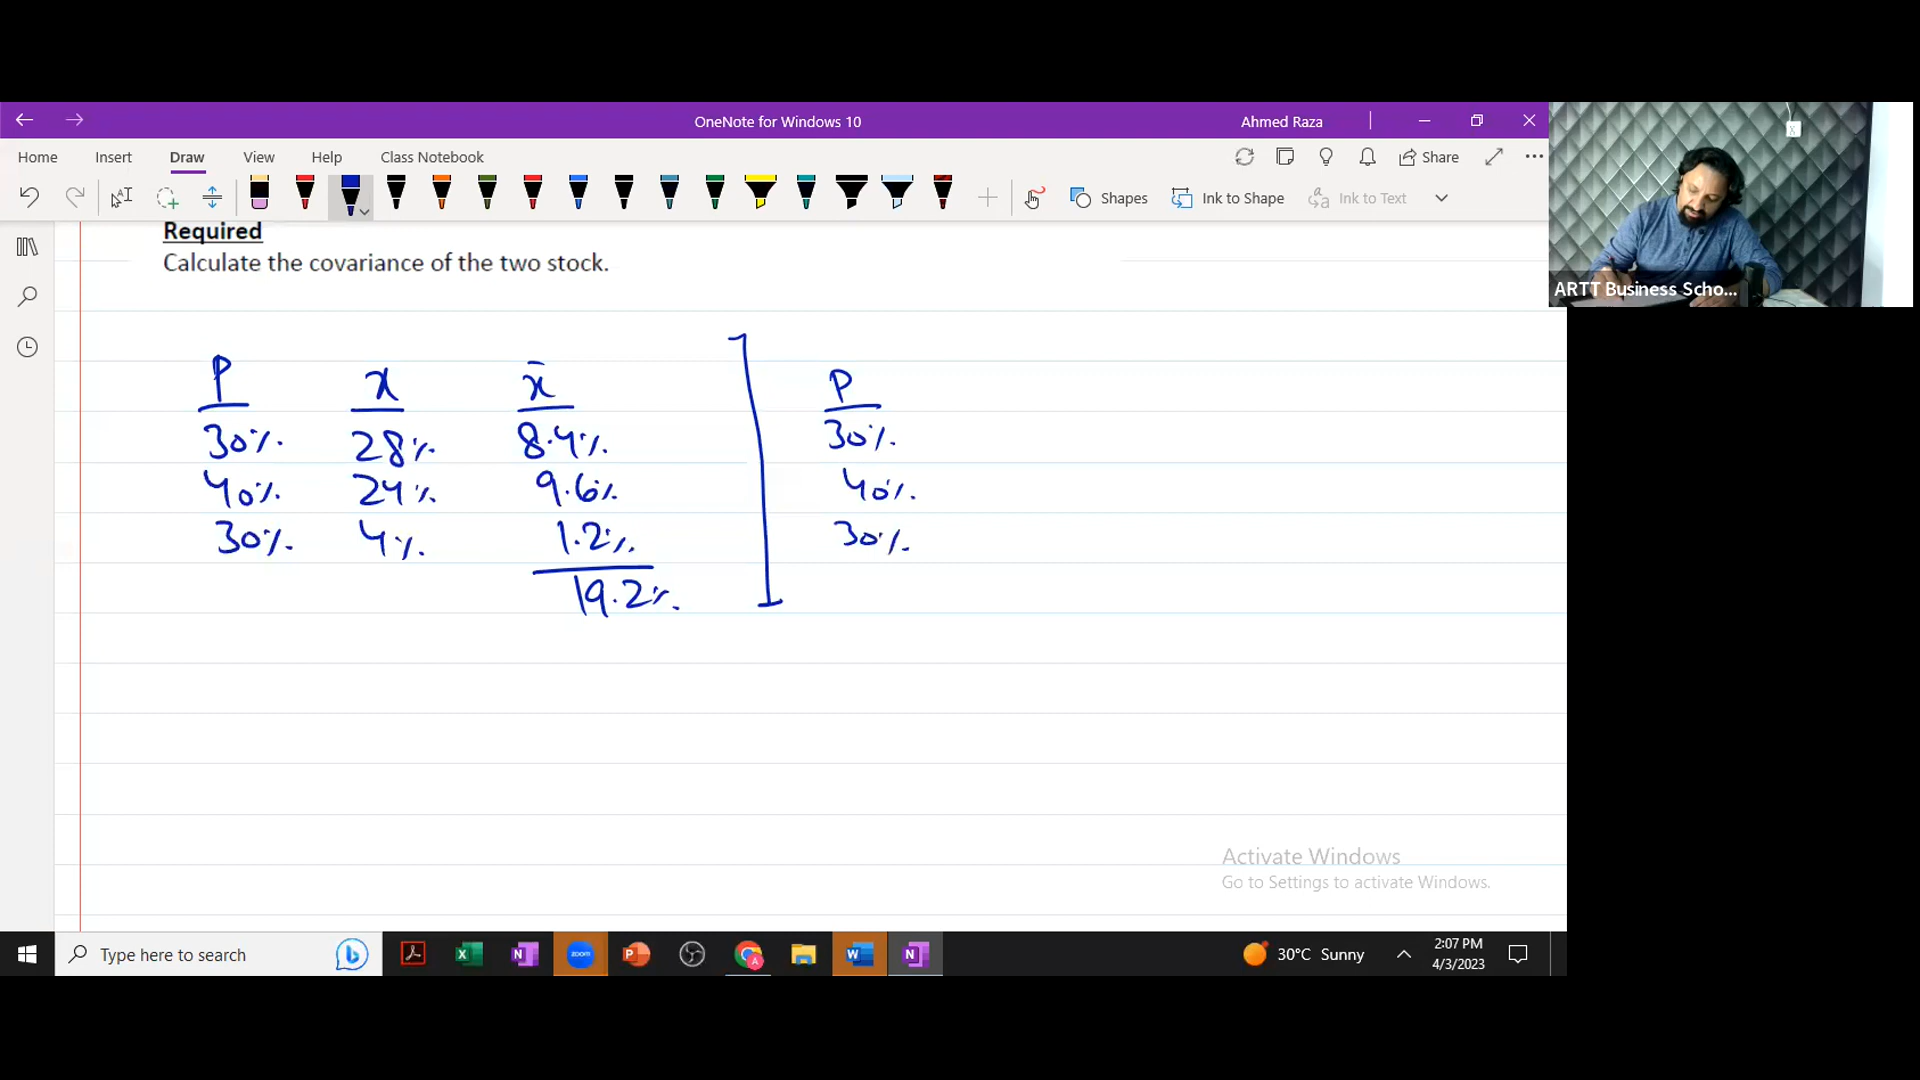 OneNote for Windows 10
Ahmed Raza
Home Insert Draw View Help Class Notebook
Share
Shapes
Ink to Shape
Ink to Text
Required
Calculate the covariance of the two stock.
P x x̄ P
30% 28% 8.4% 30%
40% 24% 9.6% 40%
30% 4% 1.2% 30%
19.2%
ARTT Business Scho...
Activate Windows
Go to Settings to activate Windows.
Type here to search
zoom
30°C Sunny
2:07 PM
4/3/2023